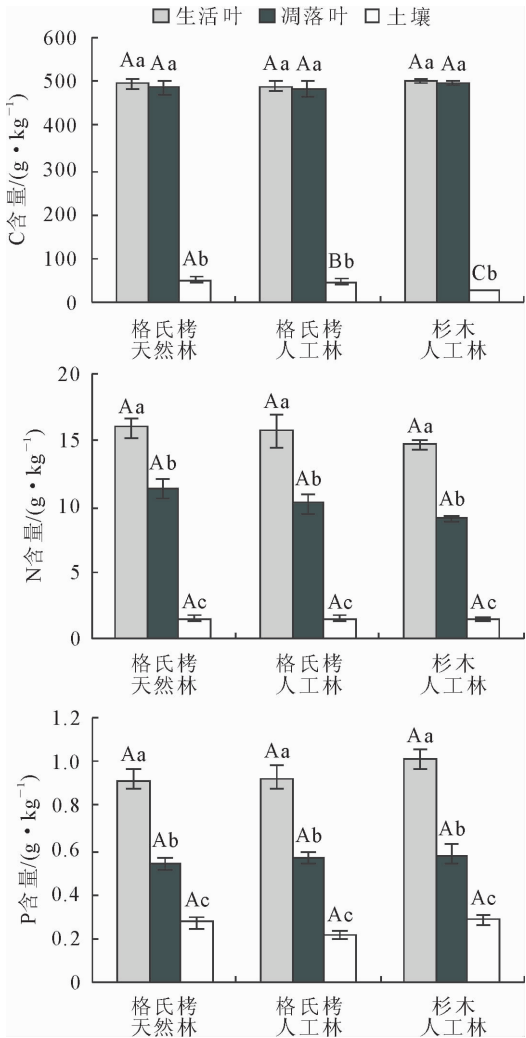 生活叶 凋落叶 土壤
C含量/(g·kg⁻¹)
600
500
400
300
200
100
0
Aa Aa Ab
Aa Aa Bb
Aa Aa Cb
格氏栲
天然林
格氏栲
人工林
杉木
人工林
N含量/(g·kg⁻¹)
20
15
10
5
0
Aa Ab Ac
Aa Ab Ac
Aa Ab Ac
格氏栲
天然林
格氏栲
人工林
杉木
人工林
P含量/(g·kg⁻¹)
1.2
1.0
0.8
0.6
0.4
0.2
0
Aa Ab Ac
Aa Ab Ac
Aa Ab Ac
格氏栲
天然林
格氏栲
人工林
杉木
人工林